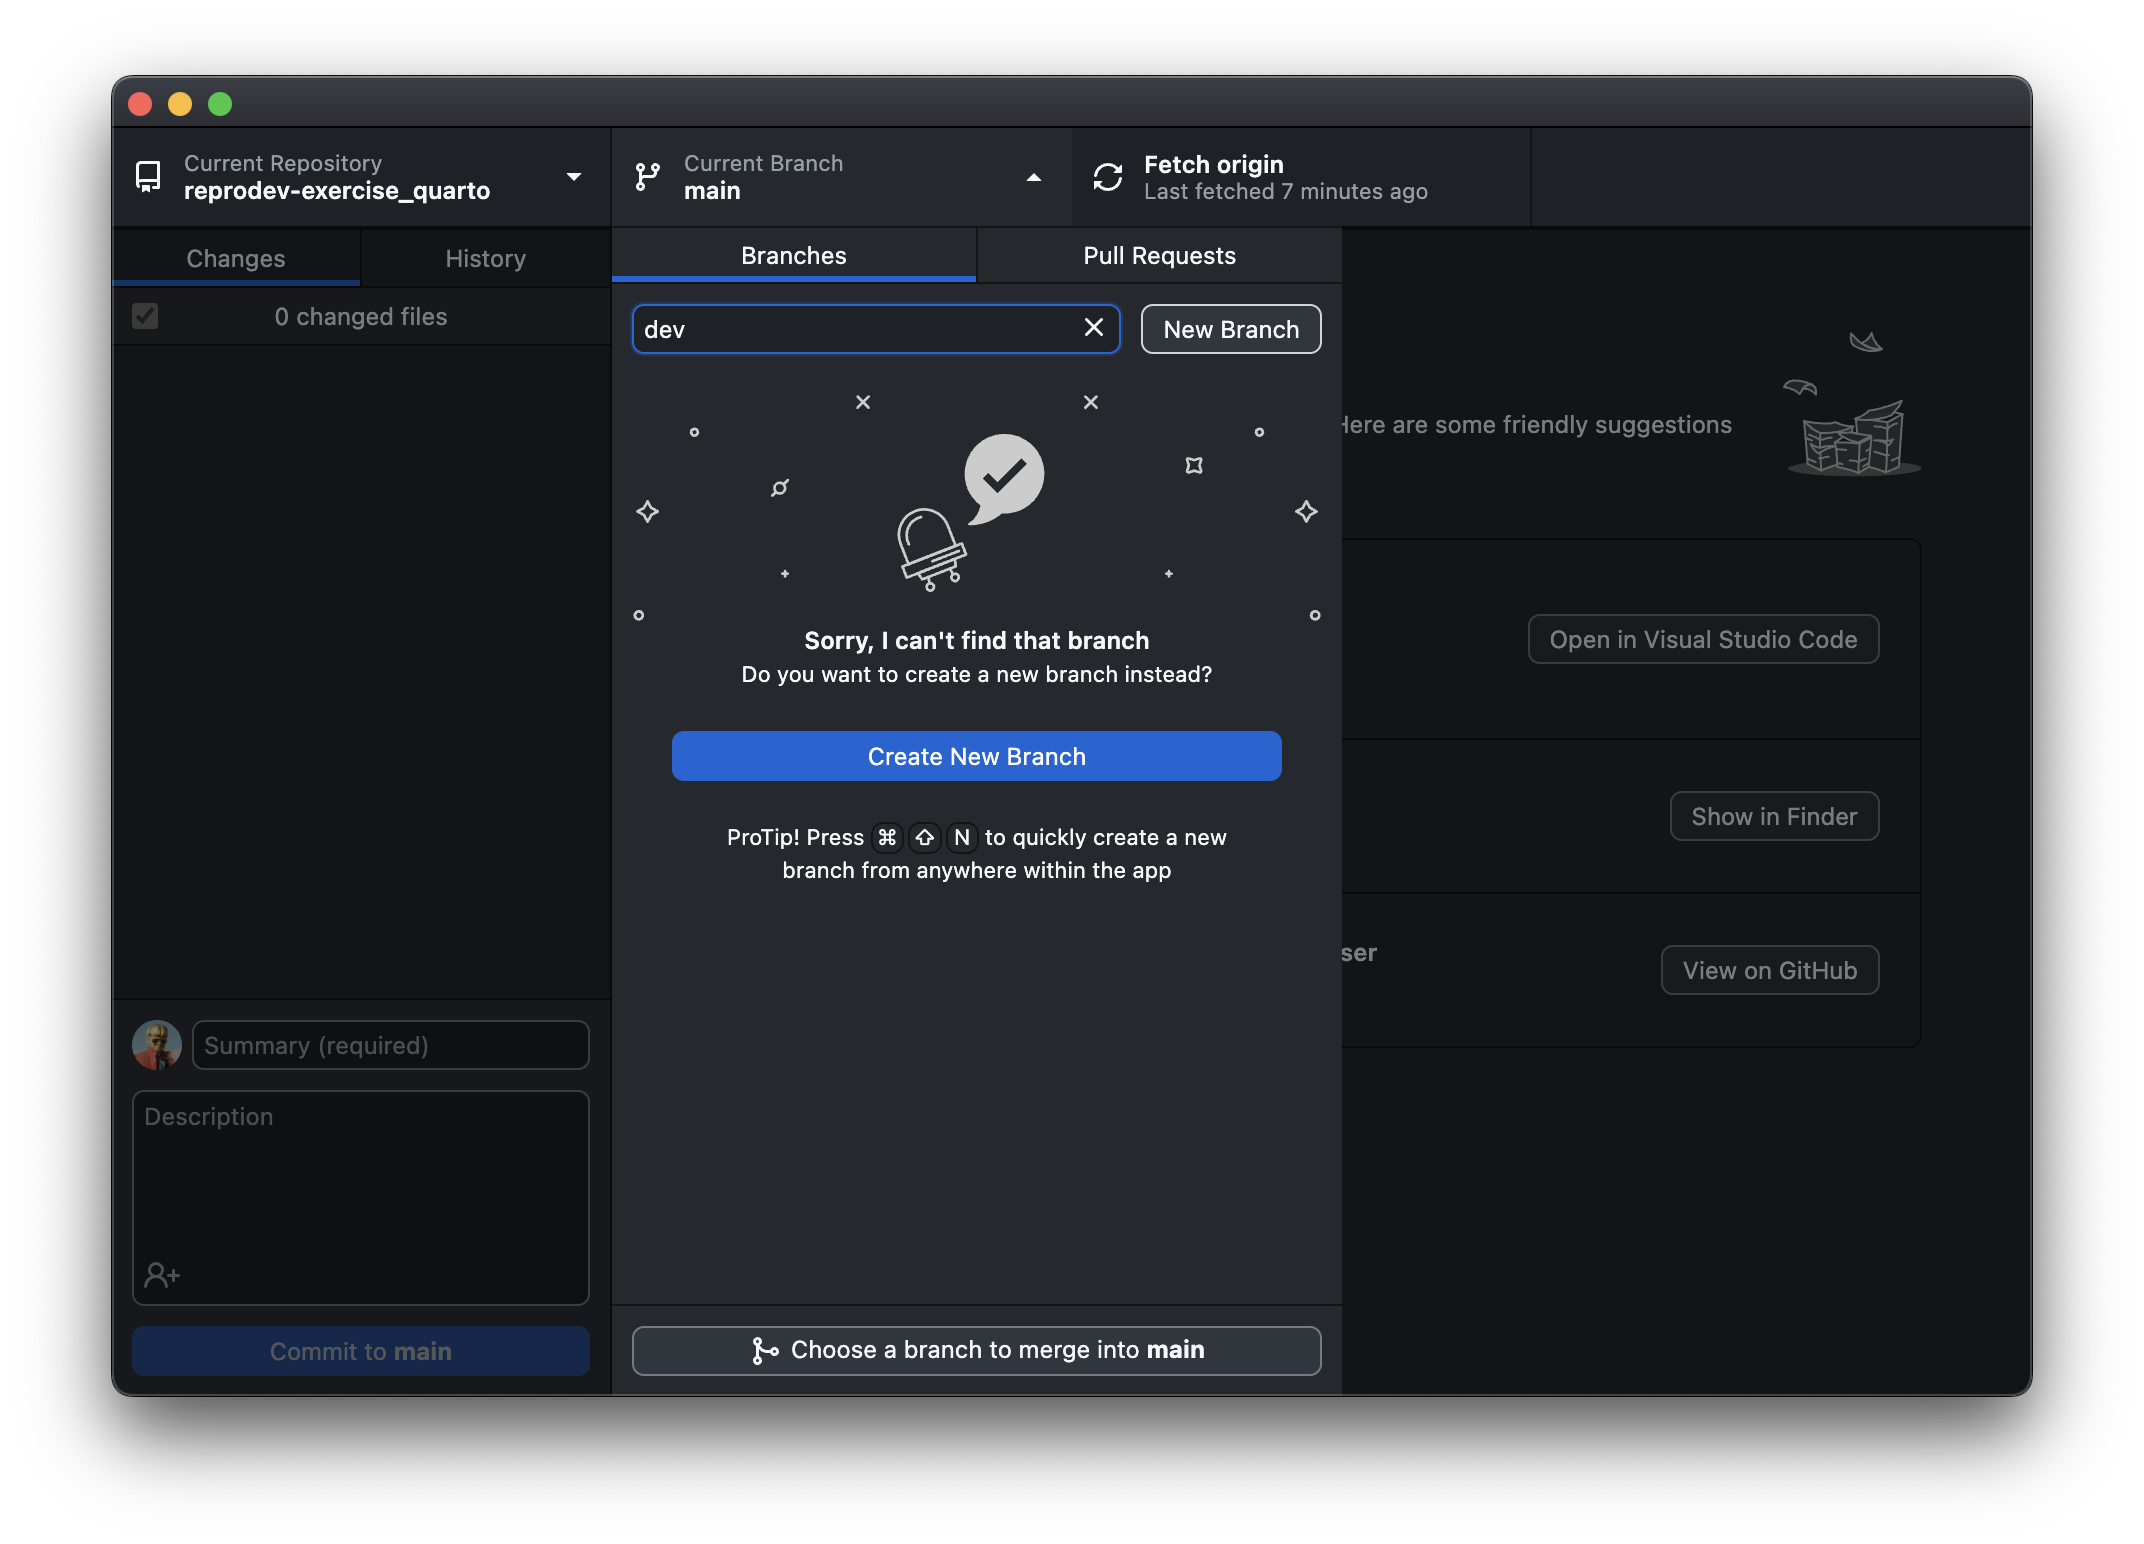 Current Repository
reprodev-exercise_quarto
Current Branch
main
Fetch origin
Last fetched 7 minutes ago
Changes
History
0 changed files
Branches
Pull Requests
dev
New Branch
Sorry, I can't find that branch
Do you want to create a new branch instead?
Create New Branch
ProTip! Press ⌘ ⇧ N to quickly create a new
branch from anywhere within the app
Choose a branch to merge into main
Here are some friendly suggestions
Open in Visual Studio Code
Show in Finder
ser
View on GitHub
Summary (required)
Description
Commit to main